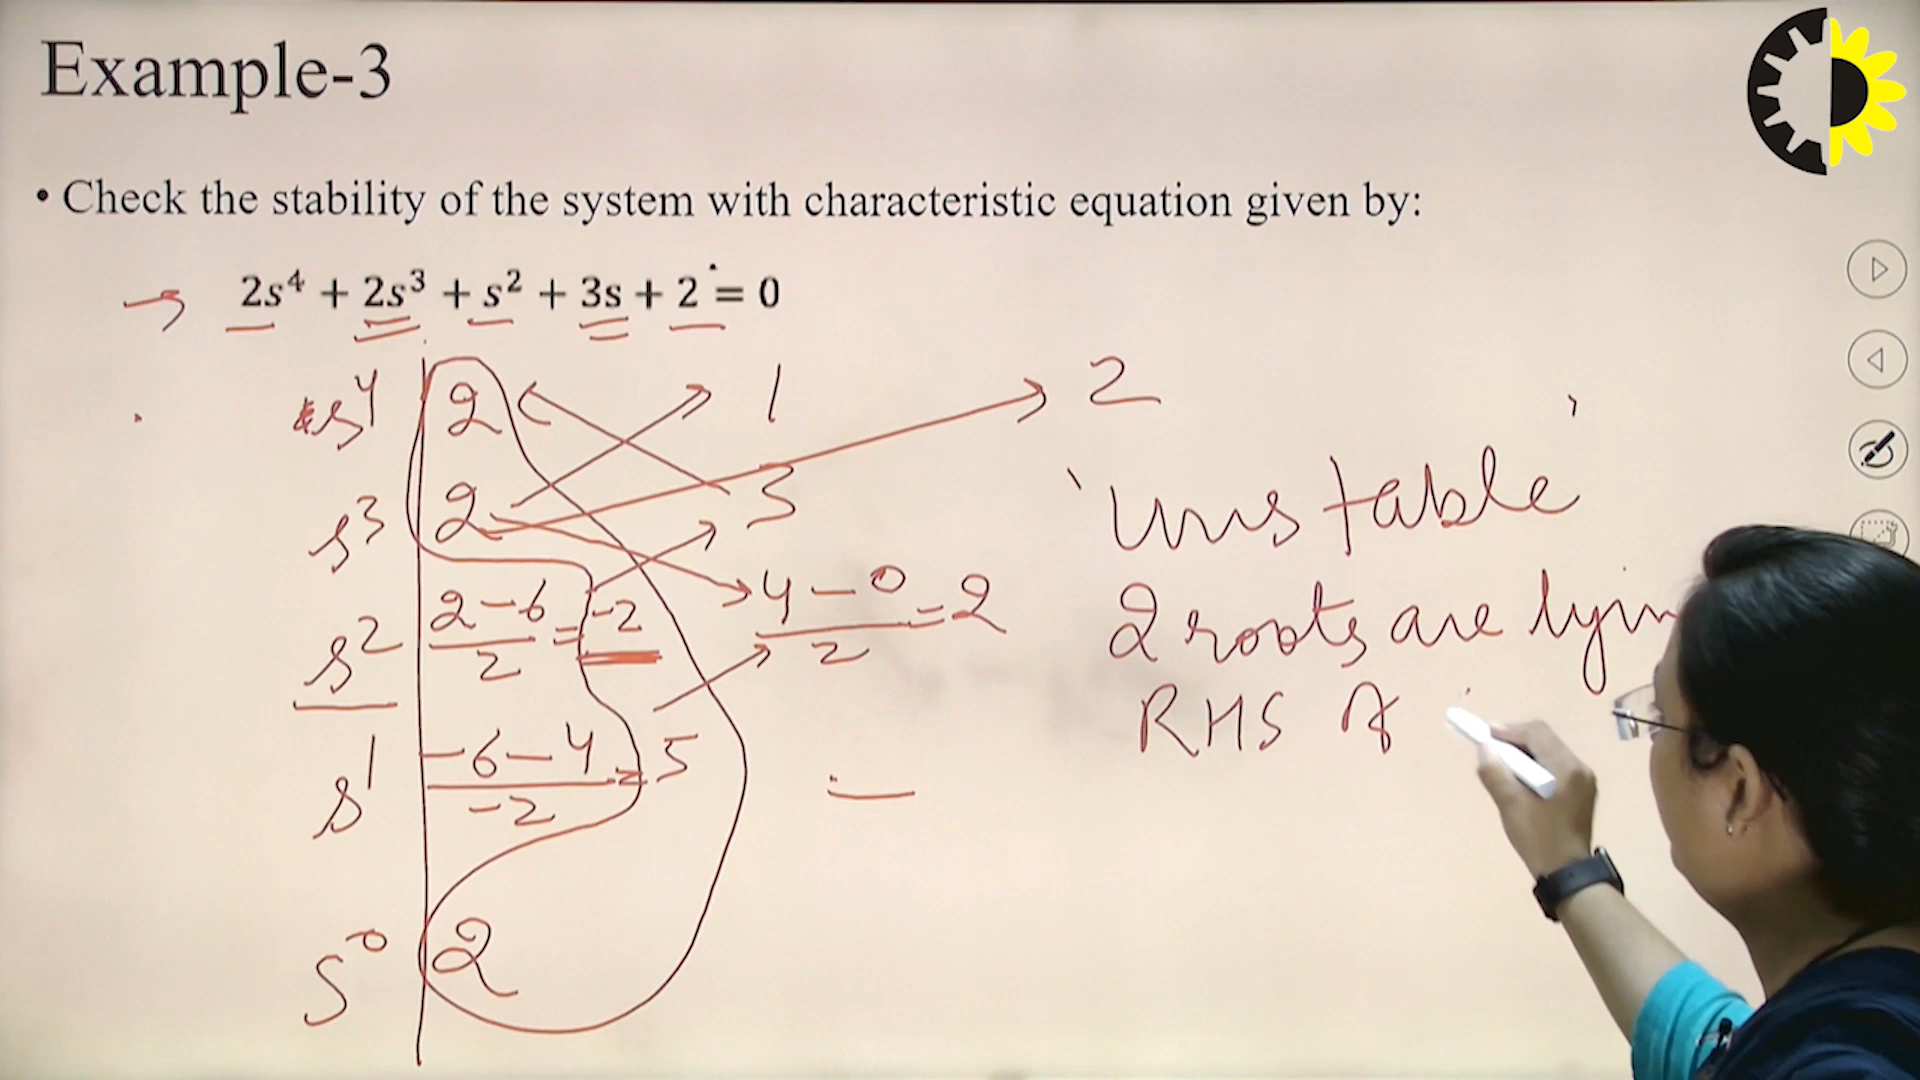 Example-3
• Check the stability of the system with characteristic equation given by:
→ 2s⁴ + 2s³ + s² + 3s + 2 = 0
s⁴ 2 1 2
s³ 2 3
s² 2-6/2 = -2 4-0/2 = 2
s¹ -6-4/-2 = 5
s⁰ 2
'Unstable'
2 roots are lyin
RHS of